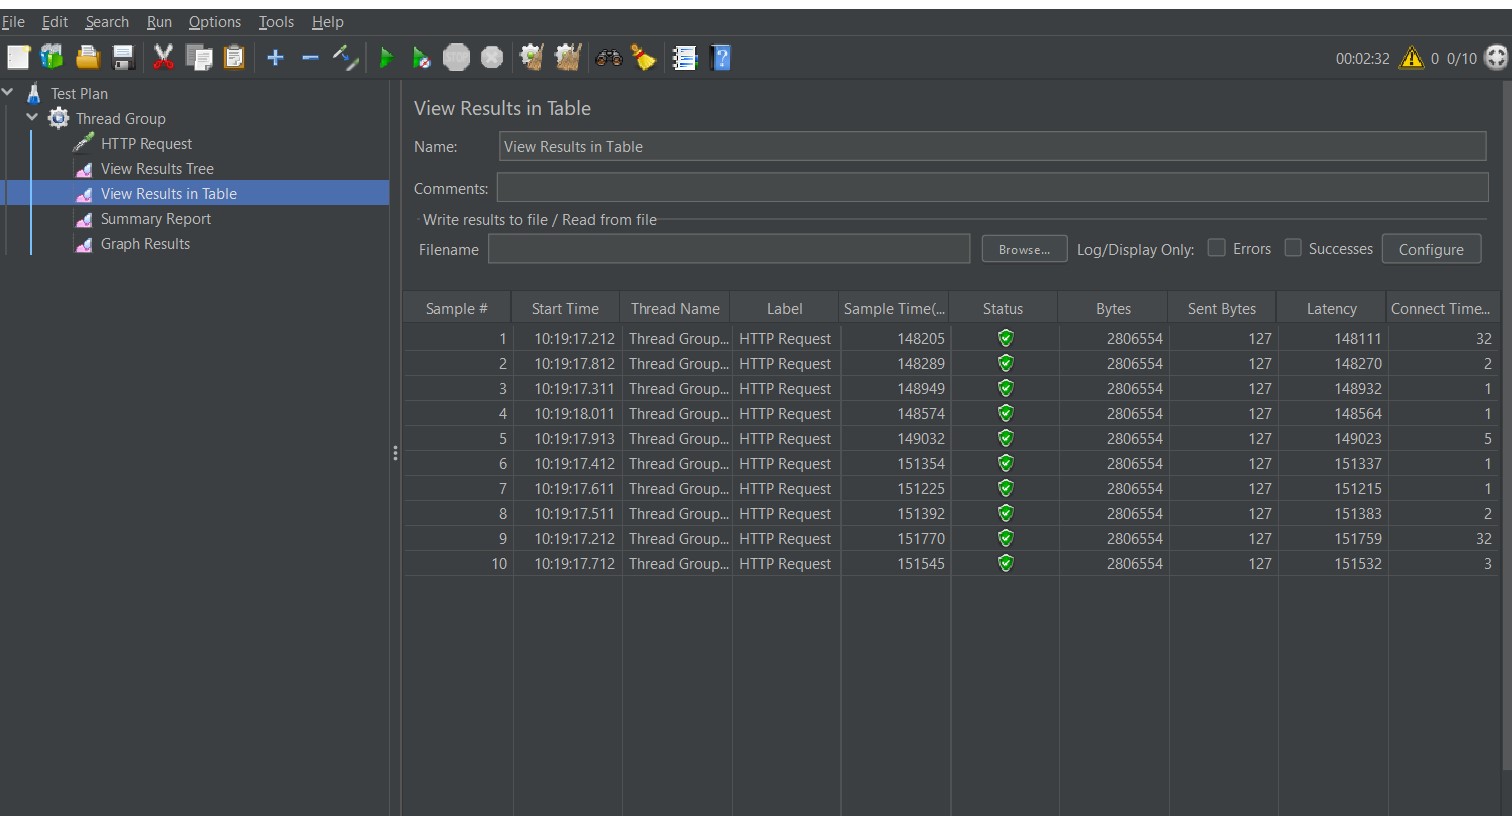 File Edit Search Run Options Tools Help
STOP
00:02:32 0 0/10
Test Plan
Thread Group
HTTP Request
View Results Tree
View Results in Table
Summary Report
Graph Results
View Results in Table
Name: View Results in Table
Comments:
Write results to file / Read from file
Filename Browse... Log/Display Only: Errors Successes Configure
Sample # Start Time Thread Name Label Sample Time(... Status Bytes Sent Bytes Latency Connect Time...
1 10:19:17.212 Thread Group... HTTP Request 148205 2806554 127 148111 32
2 10:19:17.812 Thread Group... HTTP Request 148289 2806554 127 148270 2
3 10:19:17.311 Thread Group... HTTP Request 148949 2806554 127 148932 1
4 10:19:18.011 Thread Group... HTTP Request 148574 2806554 127 148564 1
5 10:19:17.913 Thread Group... HTTP Request 149032 2806554 127 149023 5
6 10:19:17.412 Thread Group... HTTP Request 151354 2806554 127 151337 1
7 10:19:17.611 Thread Group... HTTP Request 151225 2806554 127 151215 1
8 10:19:17.511 Thread Group... HTTP Request 151392 2806554 127 151383 2
9 10:19:17.212 Thread Group... HTTP Request 151770 2806554 127 151759 32
10 10:19:17.712 Thread Group... HTTP Request 151545 2806554 127 151532 3